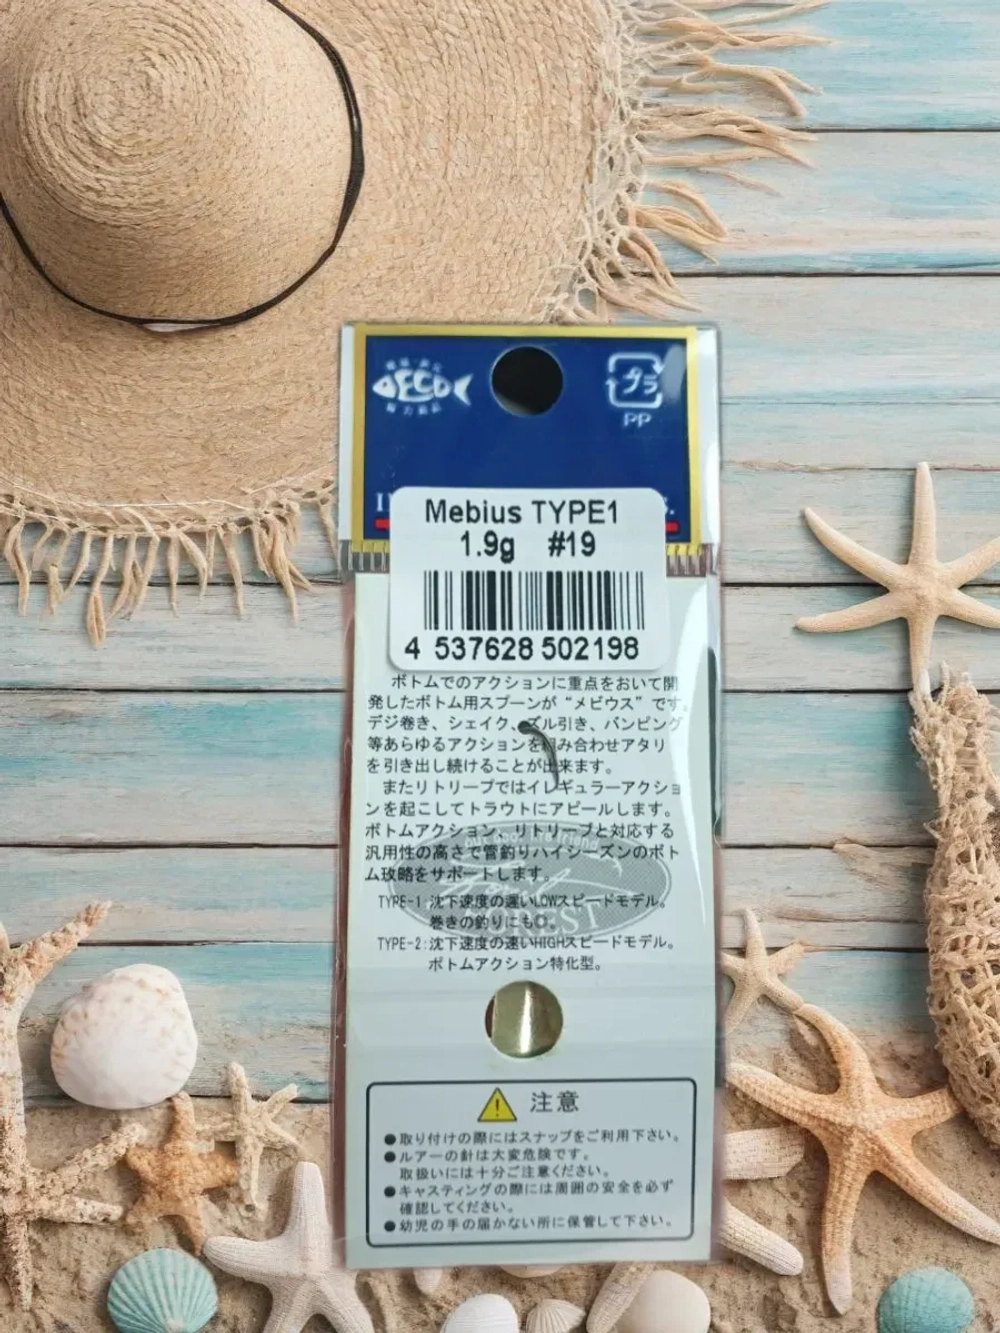 DECO
プラ
PP
Mebius TYPE1
1.9g #19
4 537628 502198
ボトムでのアクションに重点をおいて開
発したボトム用スプーンが“メビウス”です。
デジ巻き、シェイク、ズル引き、バンピング
等あらゆるアクションを組み合わせアタリ
を引き出し続けることが出来ます。
またリトリーブではイレギュラーアクショ
ンを起こしてトラウトにアピールします。
ボトムアクション、リトリーブと対応する
汎用性の高さで管釣りハイシーズンのボト
ム攻略をサポートします。
TYPE-1:沈下速度の遅いLOWスピードモデル。
巻きの釣りにも◎。
TYPE-2:沈下速度の速いHIGHスピードモデル。
ボトムアクション特化型。
注意
●取り付けの際にはスナップをご利用下さい。
●ルアーの針は大変危険です。
取扱いには十分ご注意ください。
●キャスティングの際には周囲の安全を必ず
確認してください。
●幼児の手の届かない所に保管して下さい。